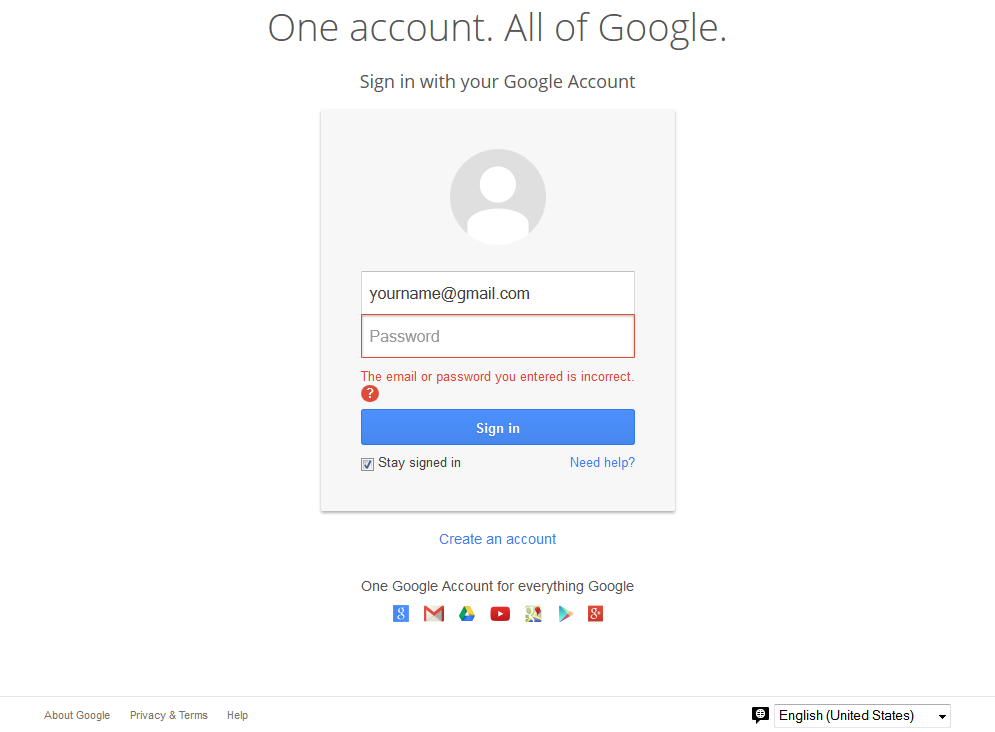 One account. All of Google.
Sign in with your Google Account
yourname@gmail.com
Password
The email or password you entered is incorrect.
?
Sign in
Stay signed in
Need help?
Create an account
One Google Account for everything Google
8 8+
About Google Privacy & Terms Help
English (United States)